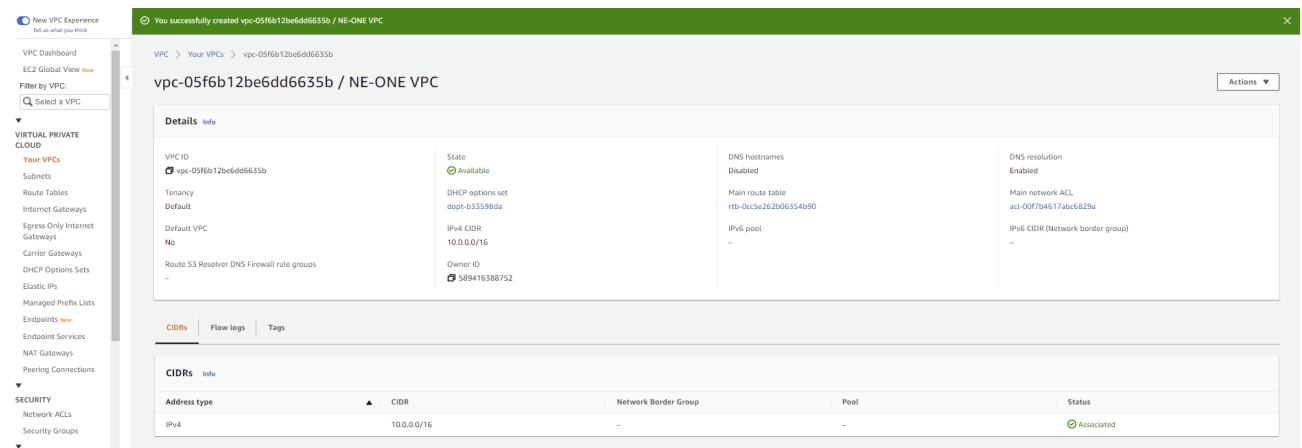 New VPC Experience
Tell us what you think
You successfully created vpc-05f6b12be6dd6635b / NE-ONE VPC
VPC Dashboard
EC2 Global View New
Filter by VPC:
Select a VPC
VIRTUAL PRIVATE
CLOUD
Your VPCs
Subnets
Route Tables
Internet Gateways
Egress Only Internet
Gateways
Carrier Gateways
DHCP Options Sets
Elastic IPs
Managed Prefix Lists
Endpoints New
Endpoint Services
NAT Gateways
Peering Connections
SECURITY
Network ACLs
Security Groups
VPC > Your VPCs > vpc-05f6b12be6dd6635b
vpc-05f6b12be6dd6635b / NE-ONE VPC
Actions
Details Info
VPC ID
vpc-05f6b12be6dd6635b
State
Available
DNS hostnames
Disabled
DNS resolution
Enabled
Tenancy
Default
DHCP options set
dopt-b33598da
Main route table
rtb-0cc5e262b06354b90
Main network ACL
acl-00f7b4617abc6829a
Default VPC
No
IPv4 CIDR
10.0.0.0/16
IPv6 pool
–
IPv6 CIDR (Network border group)
–
Route 53 Resolver DNS Firewall rule groups
–
Owner ID
589416388752
CIDRs Flow logs Tags
CIDRs Info
Address type CIDR Network Border Group Pool Status
IPv4 10.0.0.0/16 – – Associated